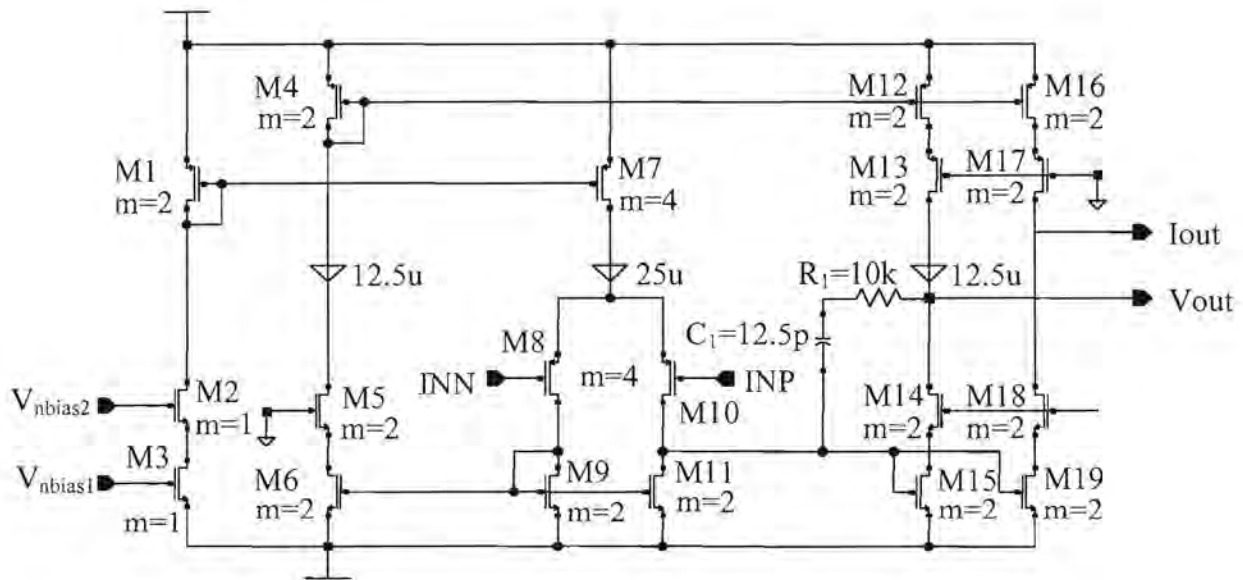 M4
m=2
M12
m=2
M16
m=2
M1
m=2
M7
m=4
M13
m=2
M17
m=2
Iout
12.5u
25u
R1=10k
12.5u
Vout
C1=12.5p
M8
INN
m=4
INP
M10
Vnbias2
M2
m=1
M5
m=2
M14
m=2
M18
m=2
Vnbias1
M3
m=1
M6
m=2
M9
m=2
M11
m=2
M15
m=2
M19
m=2